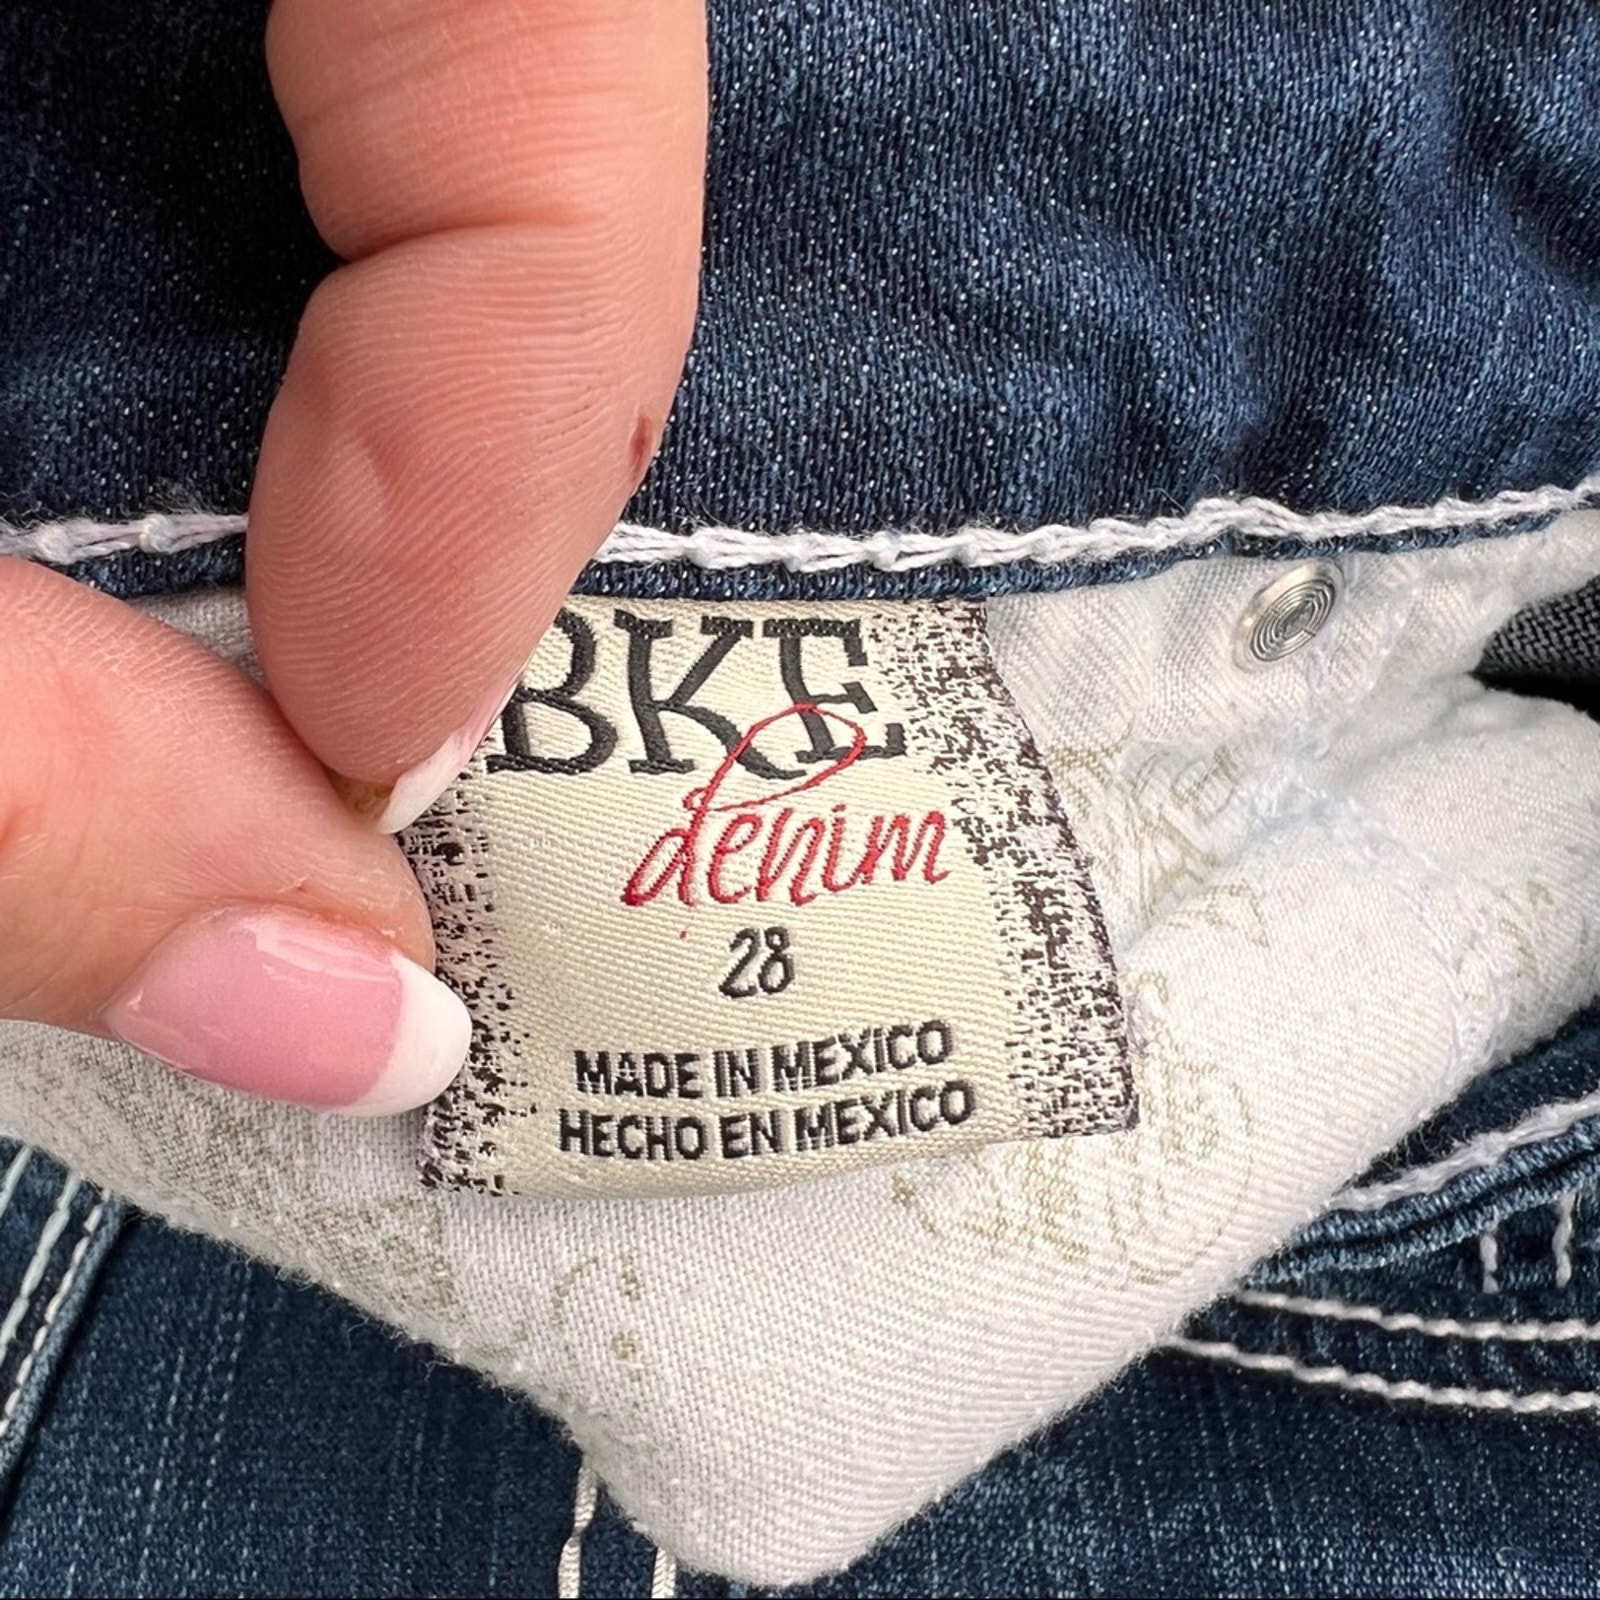 BKE
denim
28
MADE IN MEXICO
HECHO EN MEXICO